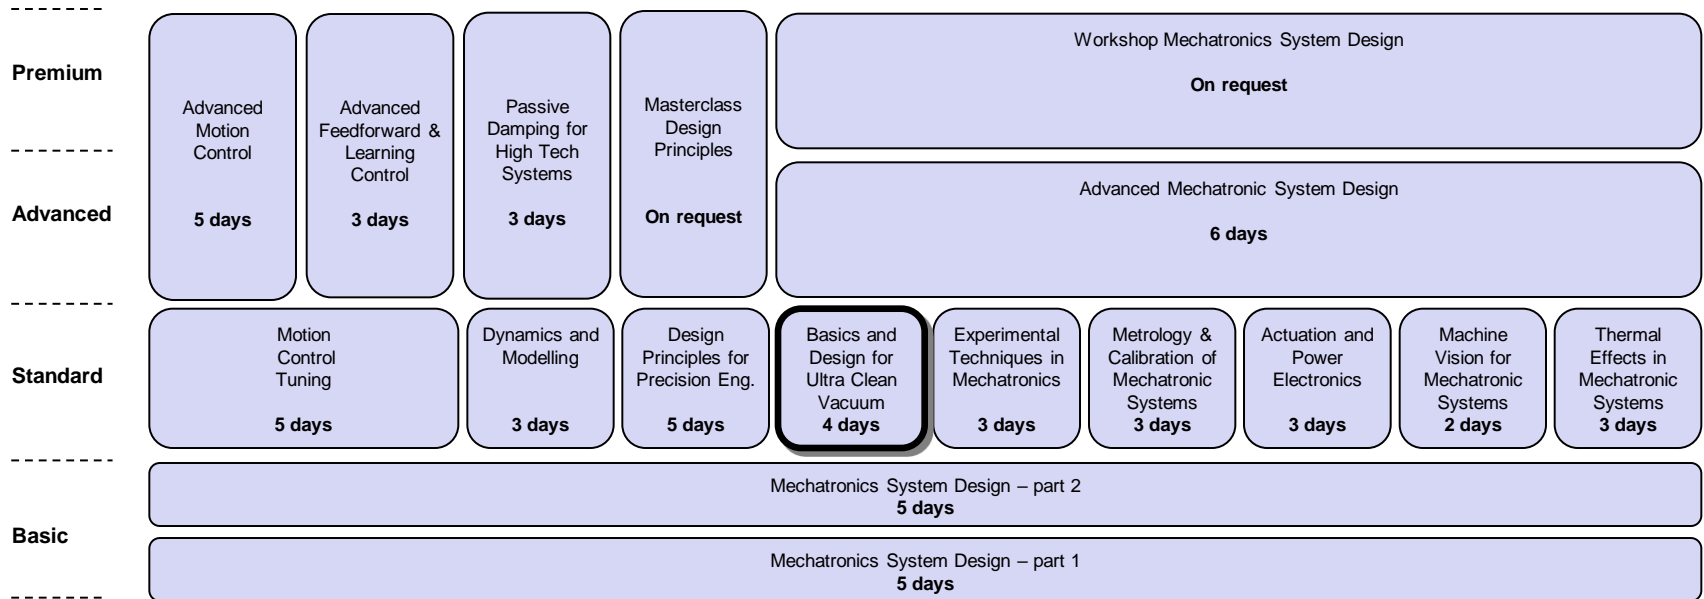 Premium
Advanced
Motion
Control
5 days
Advanced
Feedforward &
Learning
Control
3 days
Passive
Damping for
High Tech
Systems
3 days
Masterclass
Design
Principles
On request
Workshop Mechatronics System Design
On request
Advanced
Advanced Mechatronic System Design
6 days
Standard
Motion
Control
Tuning
5 days
Dynamics and
Modelling
3 days
Design
Principles for
Precision Eng.
5 days
Basics and
Design for
Ultra Clean
Vacuum
4 days
Experimental
Techniques in
Mechatronics
3 days
Metrology &
Calibration of
Mechatronic
Systems
3 days
Actuation and
Power
Electronics
3 days
Machine
Vision for
Mechatronic
Systems
2 days
Thermal
Effects in
Mechatronic
Systems
3 days
Basic
Mechatronics System Design – part 2
5 days
Mechatronics System Design – part 1
5 days